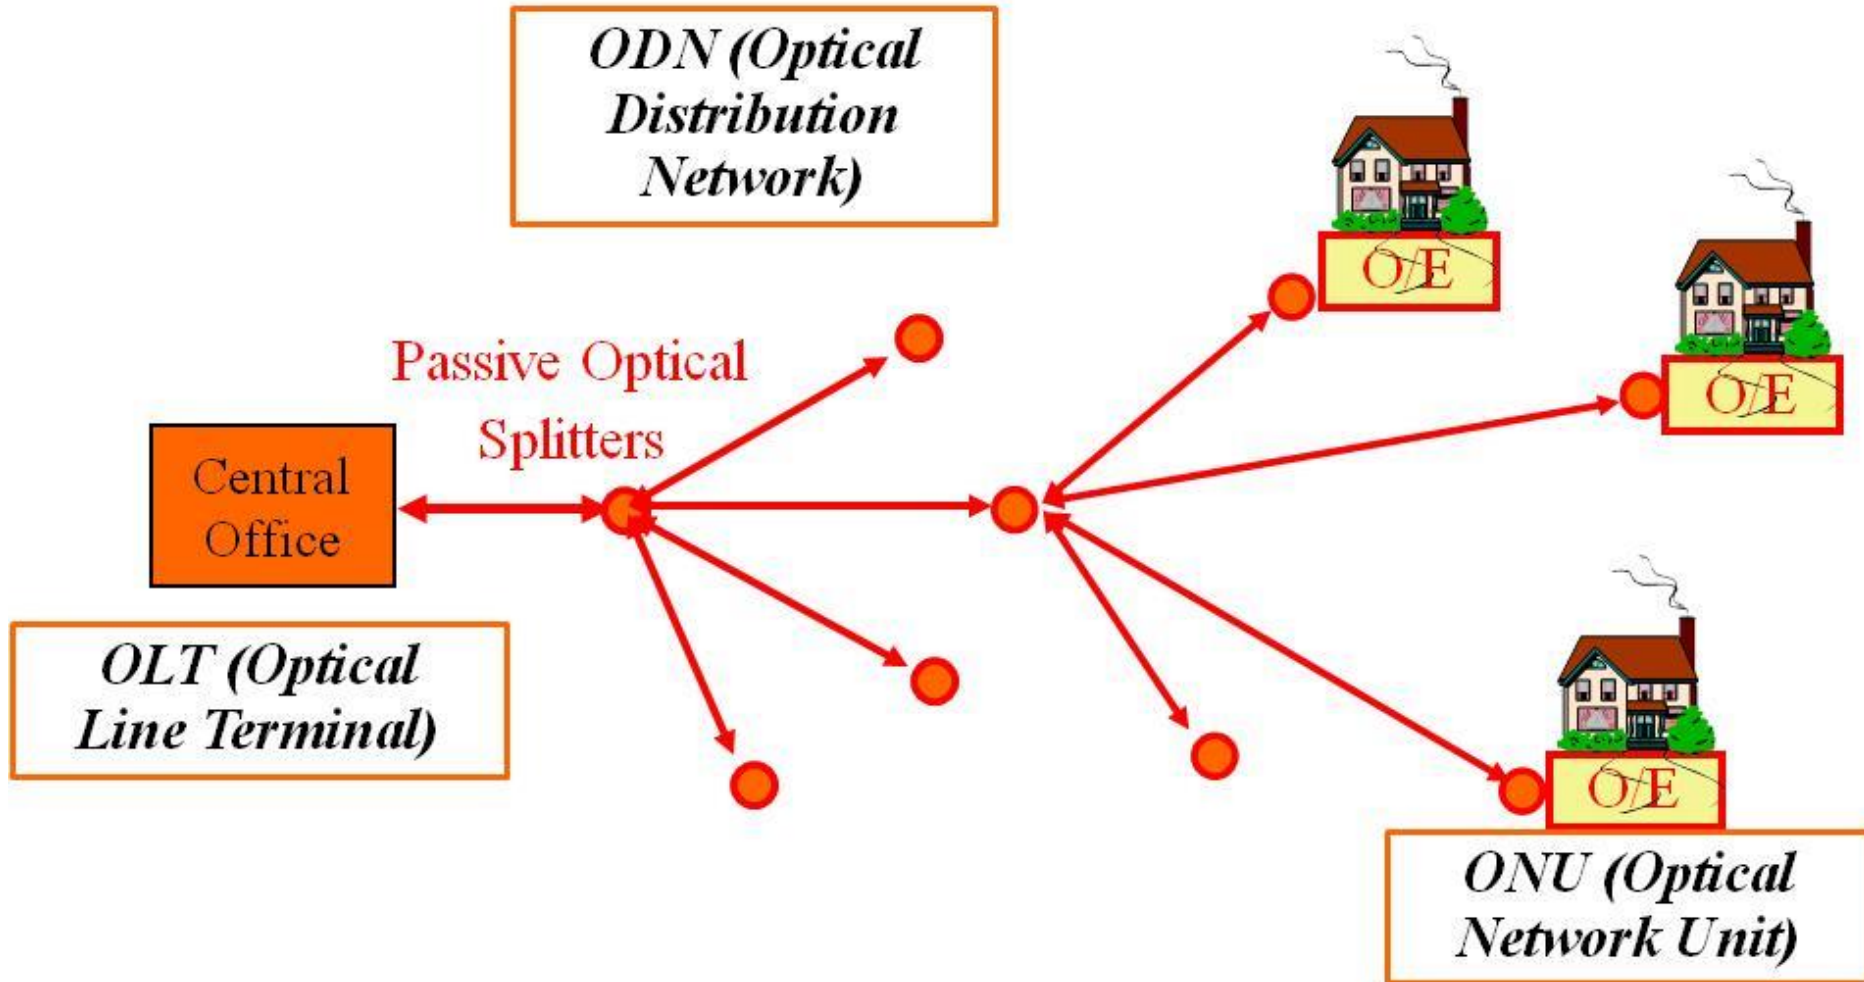 ODN (Optical
Distribution
Network)
O/E
O/E
Passive Optical
Splitters
Central
Office
OLT (Optical
Line Terminal)
O/E
ONU (Optical
Network Unit)